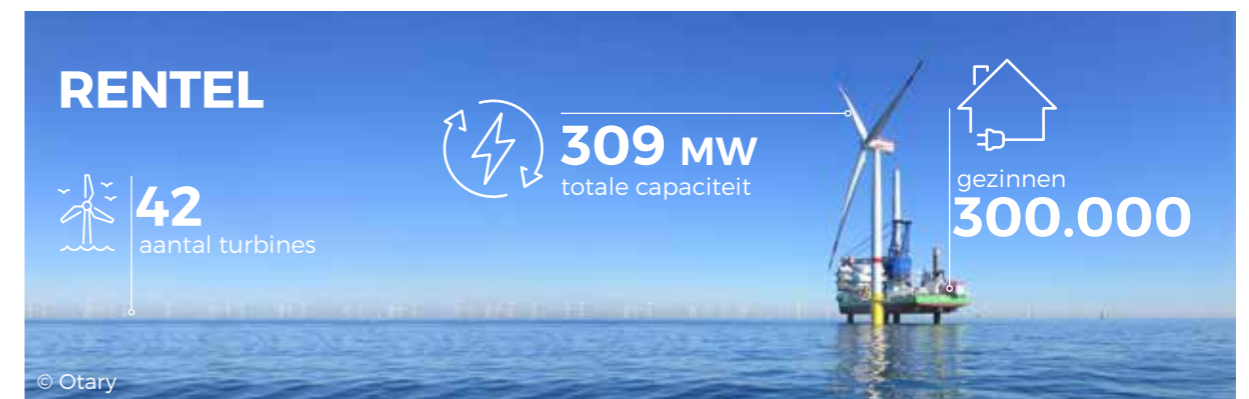 RENTEL
42
aantal turbines
309 MW
totale capaciteit
gezinnen
300.000
© Otary